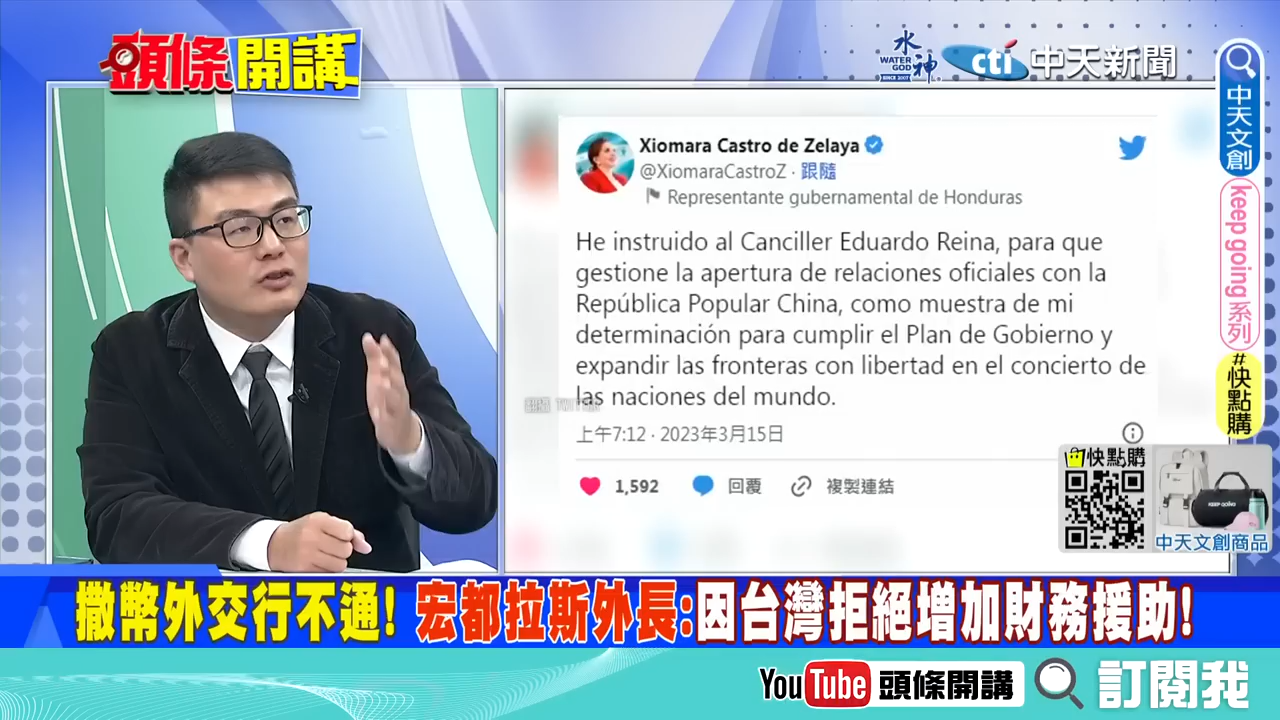 頭條開講
水神
WATER GOD
SINCE 2007
cti 中天新聞
中天文創
keep going 系列
#快點購
Xiomara Castro de Zelaya
@XiomaraCastroZ · 跟隨
Representante gubernamental de Honduras
He instruido al Canciller Eduardo Reina, para que
gestione la apertura de relaciones oficiales con la
República Popular China, como muestra de mi
determinación para cumplir el Plan de Gobierno y
expandir las fronteras con libertad en el concierto de
las naciones del mundo.
上午7:12 · 2023年3月15日
1,592 回覆 複製連結
快點購
KEEP GOING
中天文創商品
撒幣外交行不通! 宏都拉斯外長:因台灣拒絕增加財務援助!
YouTube 頭條開講 訂閱我